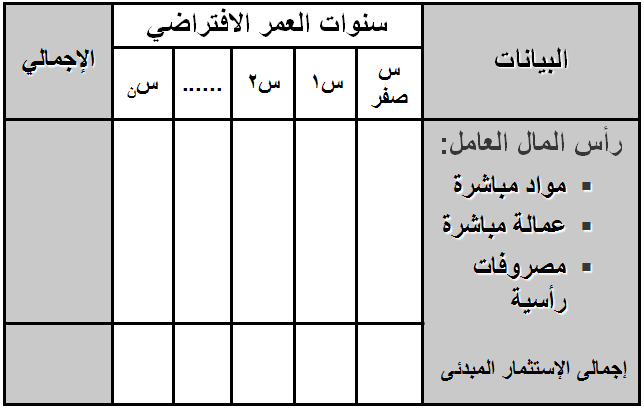 البيانات
سنوات العمر الافتراضي
الإجمالي
س
صفر
س١
س٢
......
سن
رأس المال العامل:
▪ مواد مباشرة
▪ عمالة مباشرة
▪ مصروفات
رأسية
إجمالى الإستثمار المبدئى